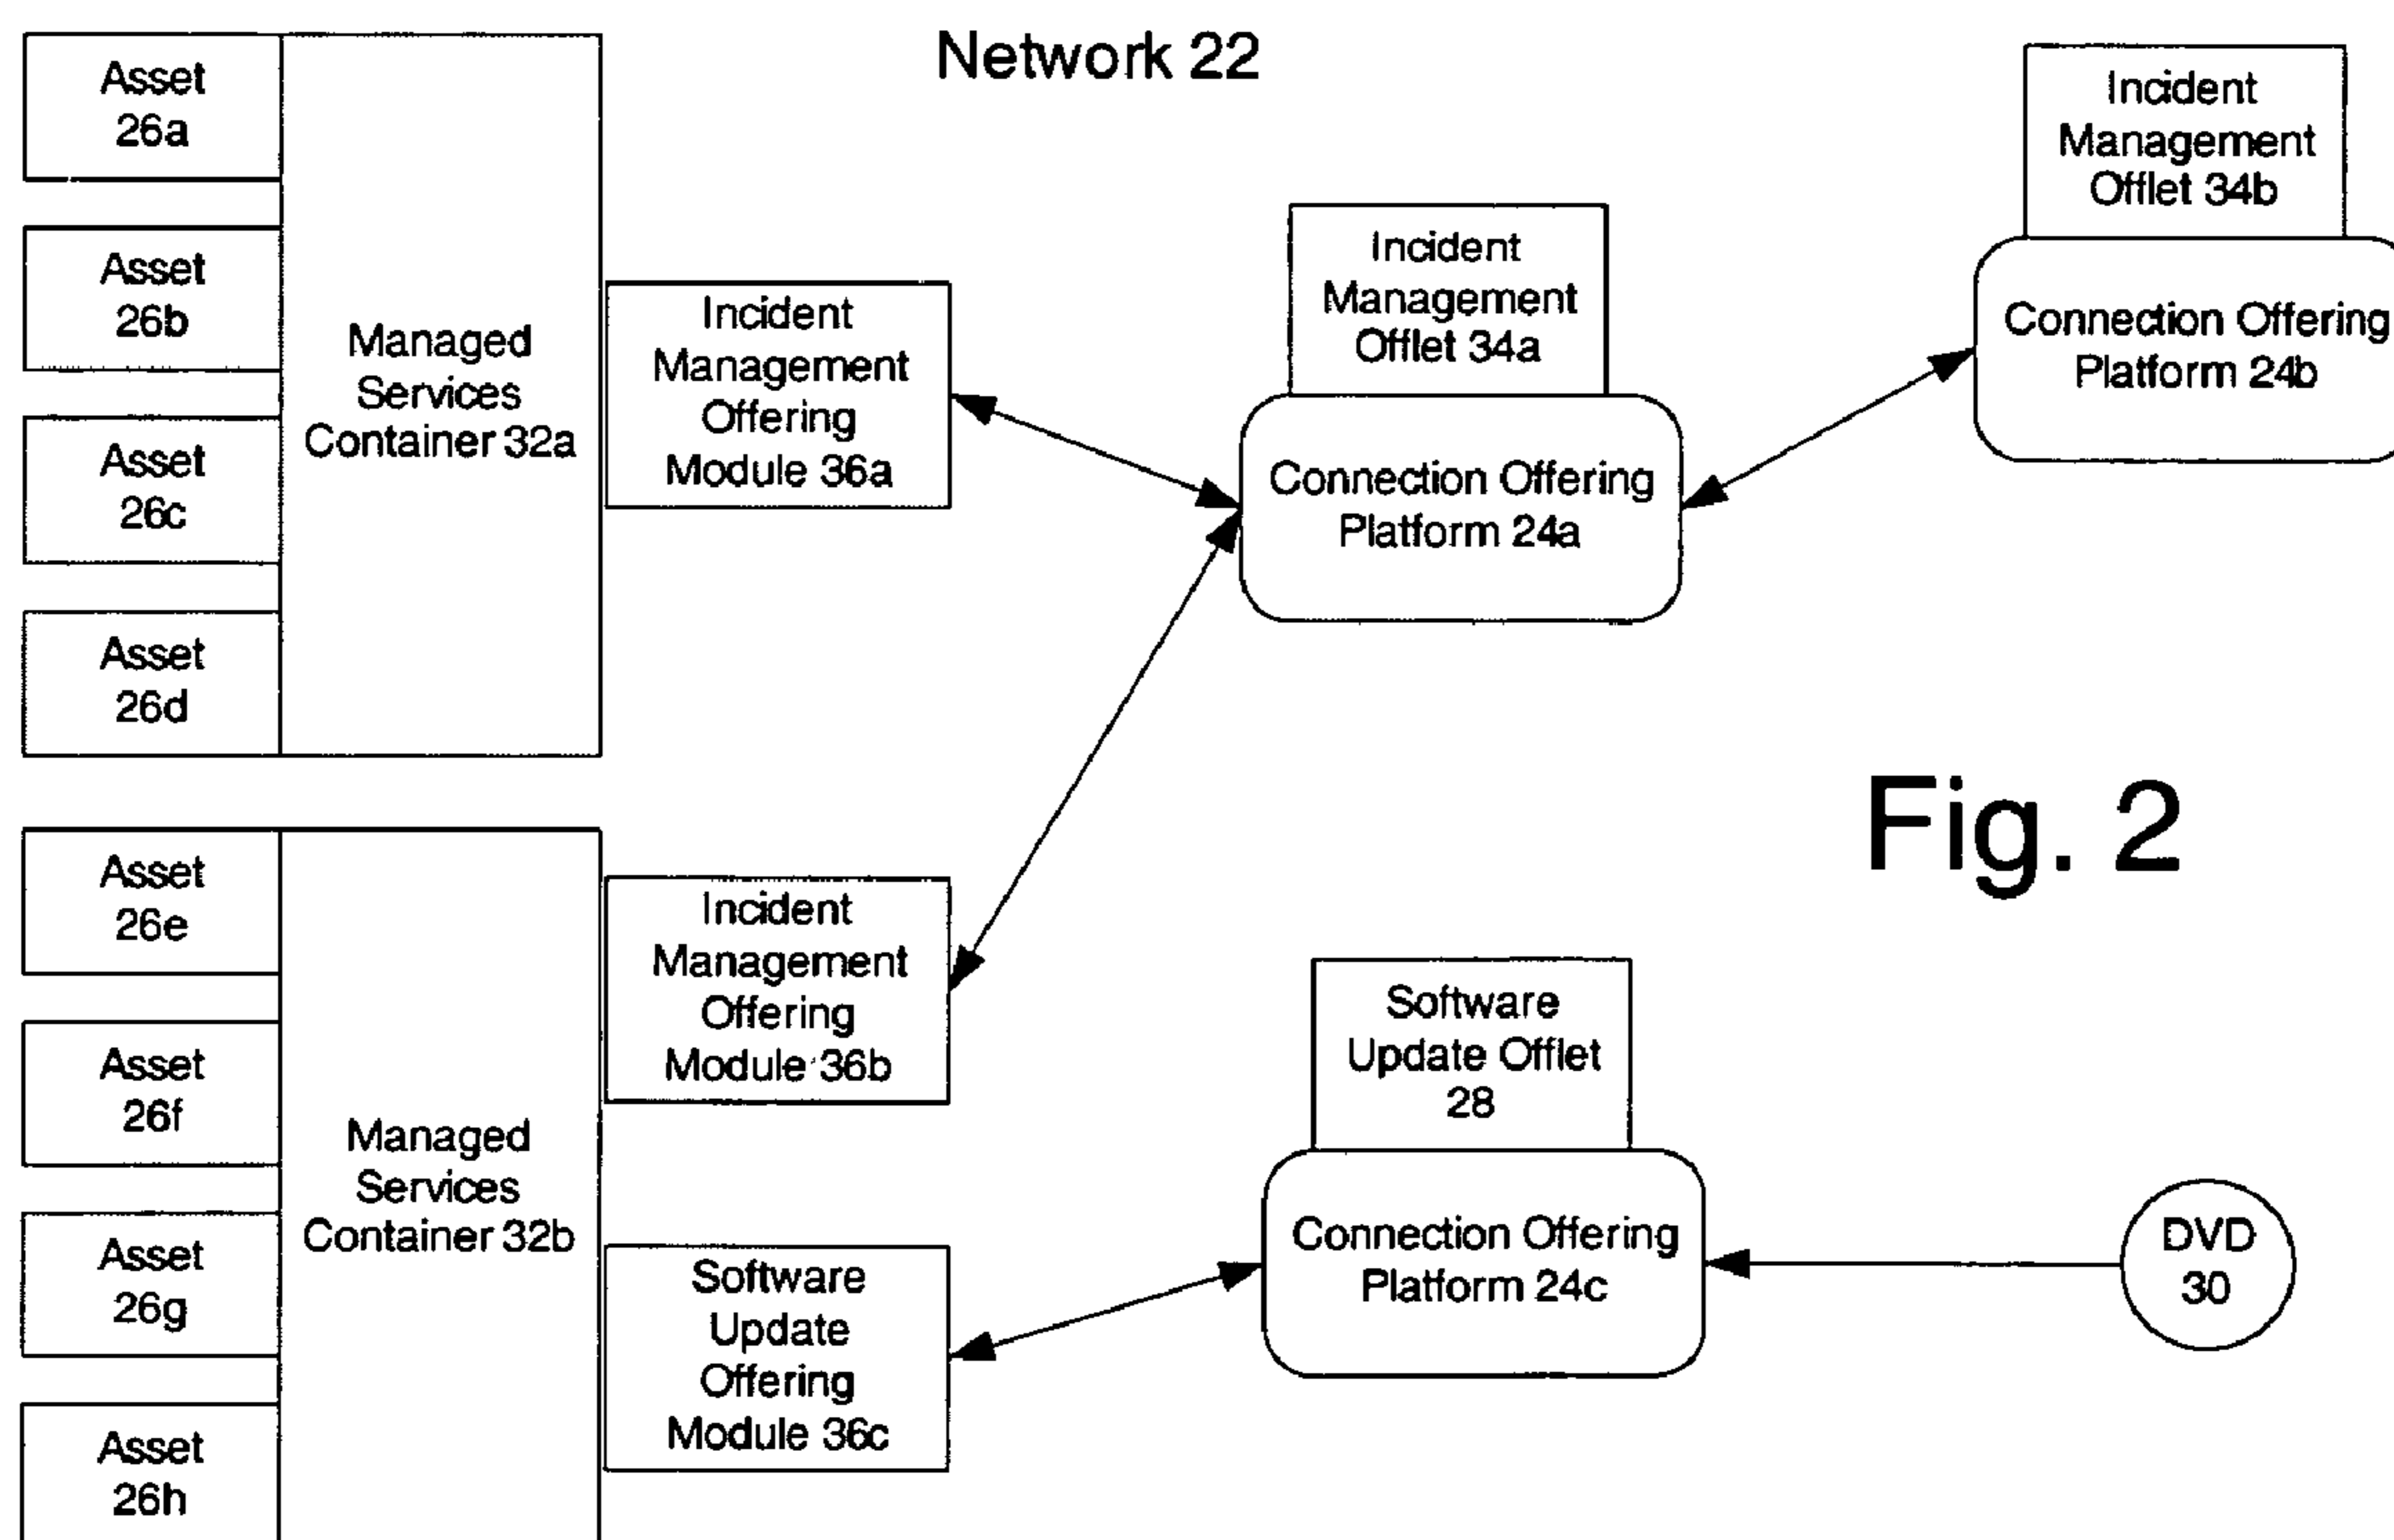 Network 22
Asset
26a
Asset
26b
Asset
26c
Asset
26d
Managed
Services
Container 32a
Incident
Management
Offering
Module 36a
Incident
Management
Offlet 34a
Connection Offering
Platform 24a
Incident
Management
Offlet 34b
Connection Offering
Platform 24b
Fig. 2
Asset
26e
Asset
26f
Asset
26g
Asset
26h
Managed
Services
Container 32b
Incident
Management
Offering
Module 36b
Software
Update
Offering
Module 36c
Software
Update Offlet
28
Connection Offering
Platform 24c
DVD
30